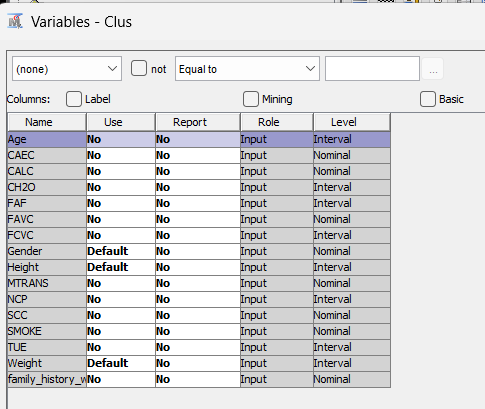 Variables - Clus
(none) not Equal to ...
Columns: Label Mining Basic
Name Use Report Role Level
Age No No Input Interval
CAEC No No Input Nominal
CALC No No Input Nominal
CH2O No No Input Interval
FAF No No Input Interval
FAVC No No Input Nominal
FCVC No No Input Interval
Gender Default No Input Nominal
Height Default No Input Interval
MTRANS No No Input Nominal
NCP No No Input Interval
SCC No No Input Nominal
SMOKE No No Input Nominal
TUE No No Input Interval
Weight Default No Input Interval
family_history_w No No Input Nominal